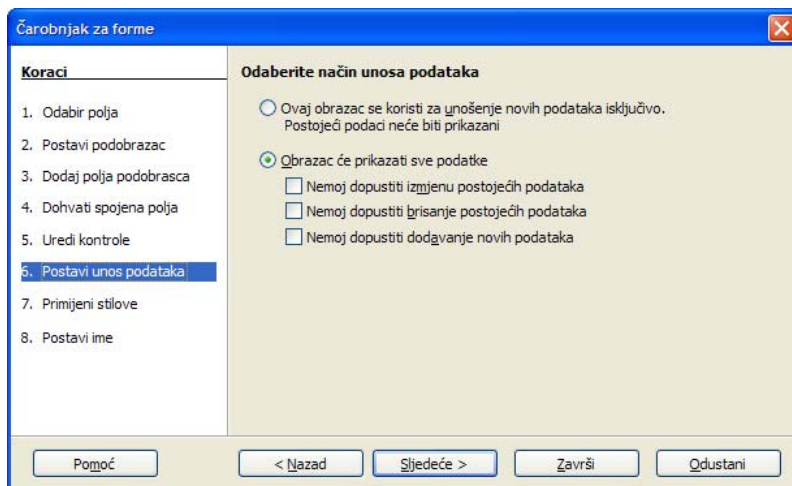 Čarobnjak za forme
Koraci
1. Odabir polja
2. Postavi podobrazac
3. Dodaj polja podobrasca
4. Dohvati spojena polja
5. Uredi kontrole
6. Postavi unos podataka
7. Primijeni stilove
8. Postavi ime
Odaberite način unosa podataka
Ovaj obrazac se koristi za unošenje novih podataka isključivo.
Postojeći podaci neće biti prikazani
Obrazac će prikazati sve podatke
Nemoj dopustiti izmjenu postojećih podataka
Nemoj dopustiti brisanje postojećih podataka
Nemoj dopustiti dodavanje novih podataka
Pomoć
< Nazad
Sljedeće >
Završi
Odustani